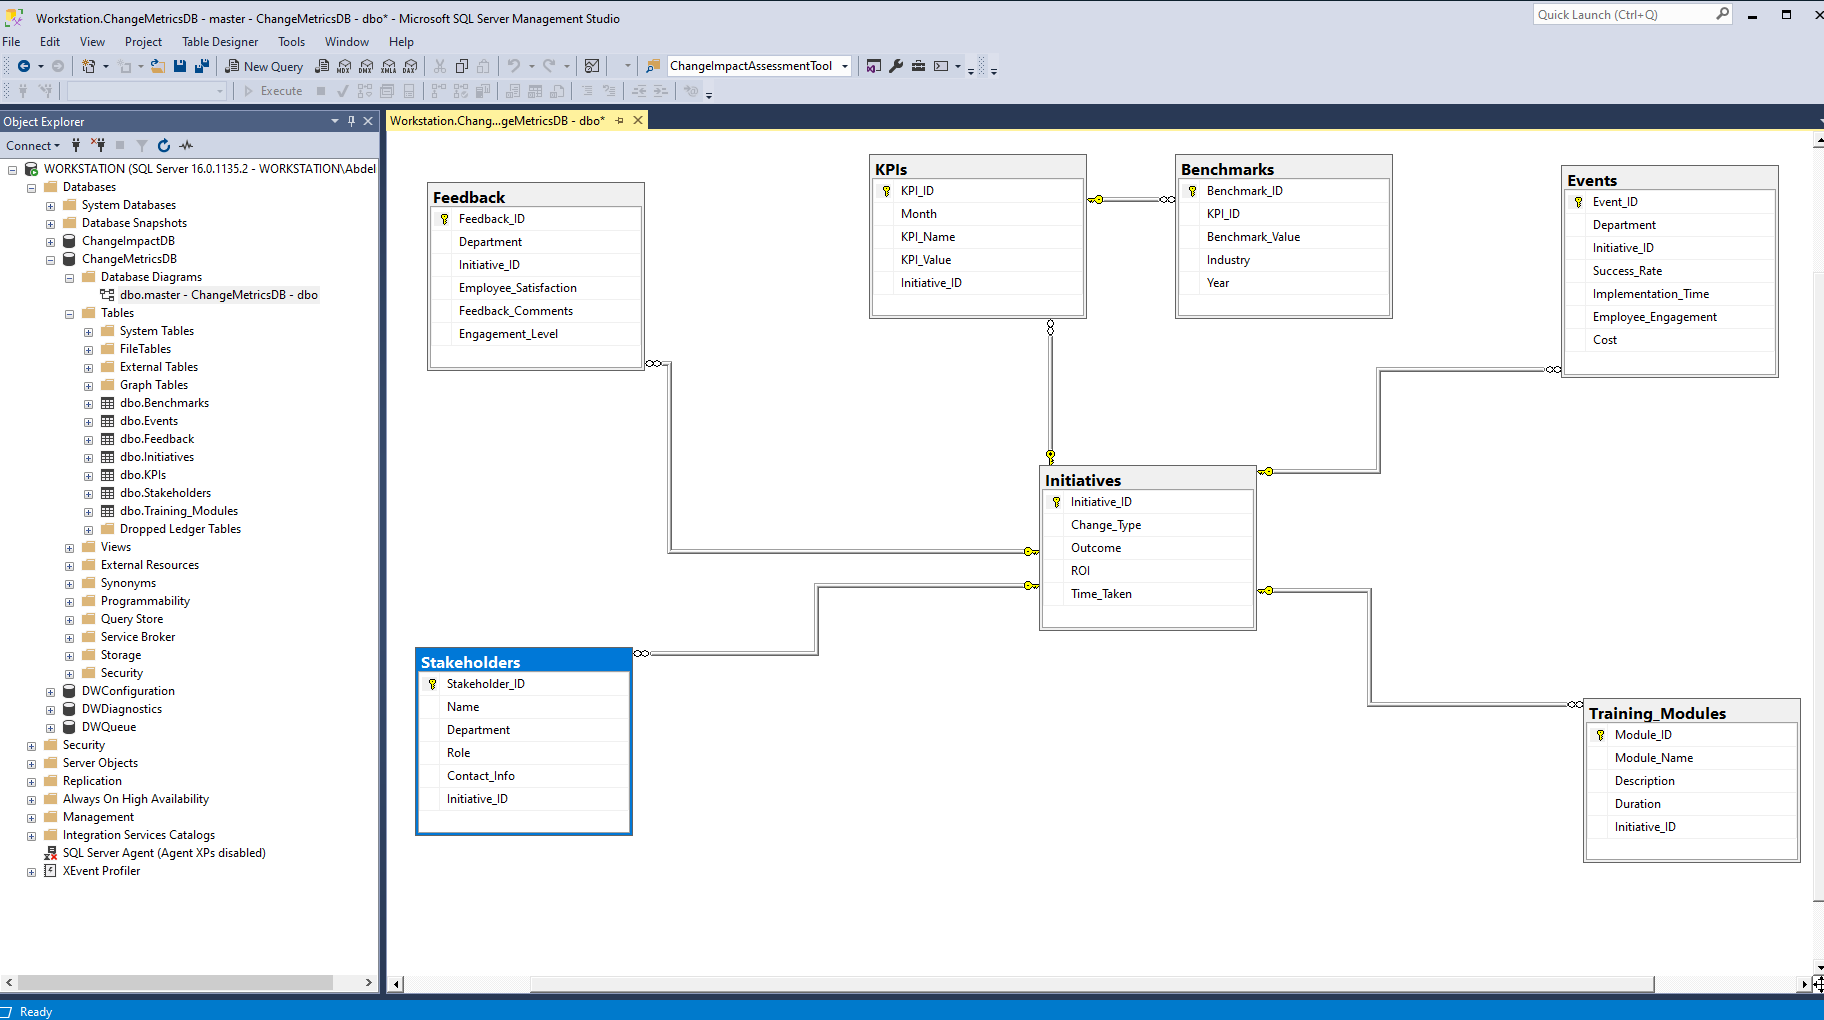 Workstation.ChangeMetricsDB - master - ChangeMetricsDB - dbo* - Microsoft SQL Server Management Studio
Quick Launch (Ctrl+Q)
File Edit View Project Table Designer Tools Window Help
New Query
MDX DMX XMLA DAX
ChangeImpactAssessmentTool
Execute
Object Explorer
Connect
WORKSTATION (SQL Server 16.0.1135.2 - WORKSTATION\Abdel
Databases
System Databases
Database Snapshots
ChangeImpactDB
ChangeMetricsDB
Database Diagrams
dbo.master - ChangeMetricsDB - dbo
Tables
System Tables
FileTables
External Tables
Graph Tables
dbo.Benchmarks
dbo.Events
dbo.Feedback
dbo.Initiatives
dbo.KPIs
dbo.Stakeholders
dbo.Training_Modules
Dropped Ledger Tables
Views
External Resources
Synonyms
Programmability
Query Store
Service Broker
Storage
Security
DWConfiguration
DWDiagnostics
DWQueue
Security
Server Objects
Replication
Always On High Availability
Management
Integration Services Catalogs
SQL Server Agent (Agent XPs disabled)
XEvent Profiler
Workstation.Chang...geMetricsDB - dbo*
Feedback
Feedback_ID
Department
Initiative_ID
Employee_Satisfaction
Feedback_Comments
Engagement_Level
KPIs
KPI_ID
Month
KPI_Name
KPI_Value
Initiative_ID
Benchmarks
Benchmark_ID
KPI_ID
Benchmark_Value
Industry
Year
Events
Event_ID
Department
Initiative_ID
Success_Rate
Implementation_Time
Employee_Engagement
Cost
Initiatives
Initiative_ID
Change_Type
Outcome
ROI
Time_Taken
Stakeholders
Stakeholder_ID
Name
Department
Role
Contact_Info
Initiative_ID
Training_Modules
Module_ID
Module_Name
Description
Duration
Initiative_ID
Ready